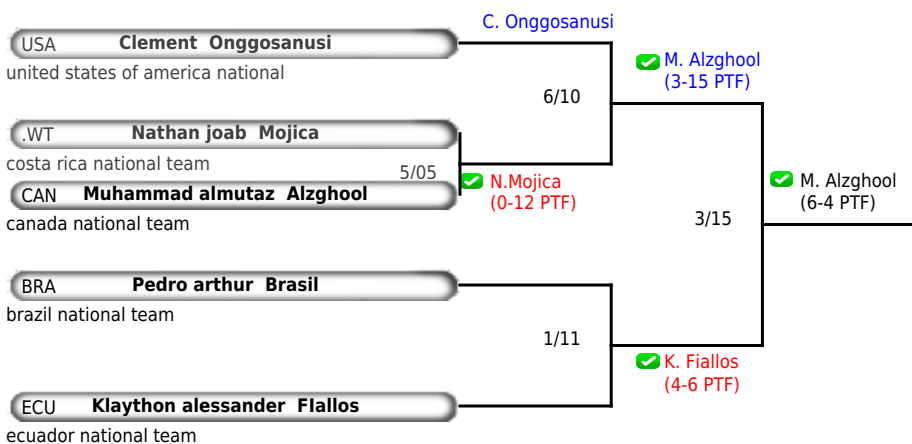 C. Onggosanusi
USA Clement Onggosanusi
united states of america national
M. Alzghool
(3-15 PTF)
6/10
.WT Nathan joab Mojica
costa rica national team
5/05
N.Mojica
(0-12 PTF)
CAN Muhammad almutaz Alzghool
canada national team
M. Alzghool
(6-4 PTF)
3/15
BRA Pedro arthur Brasil
brazil national team
1/11
K. Fiallos
(4-6 PTF)
ECU Klaython alessander FIallos
ecuador national team